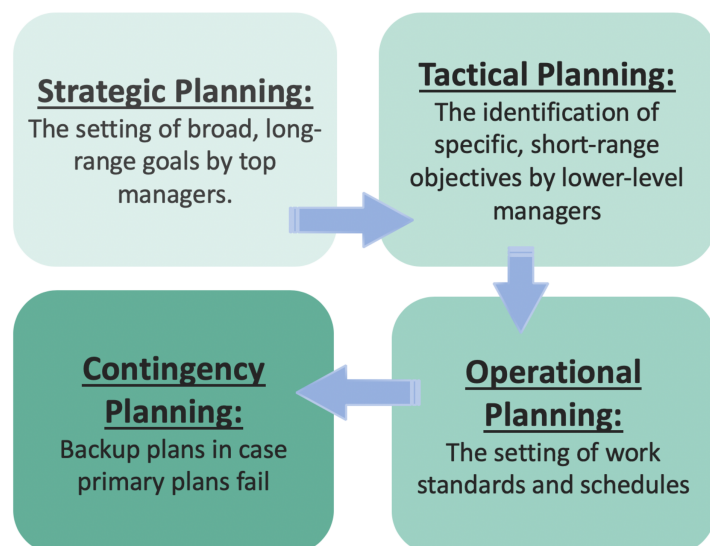 Strategic Planning:
The setting of broad, long-
range goals by top
managers.
Tactical Planning:
The identification of
specific, short-range
objectives by lower-level
managers
Operational
Planning:
The setting of work
standards and schedules
Contingency
Planning:
Backup plans in case
primary plans fail